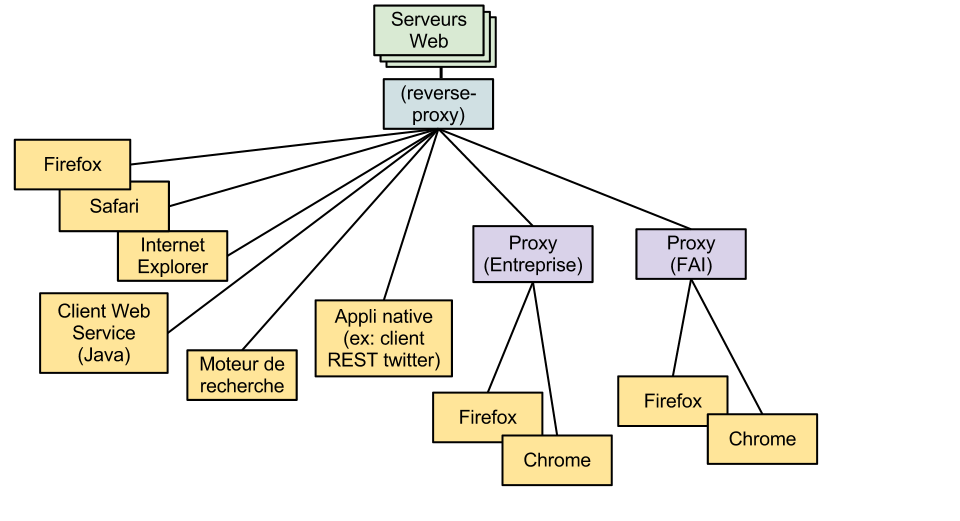 Serveurs
Web
(reverse-
proxy)
Firefox
Safari
Internet
Explorer
Client Web
Service
(Java)
Moteur de
recherche
Appli native
(ex: client
REST twitter)
Proxy
(Entreprise)
Proxy
(FAI)
Firefox
Chrome
Firefox
Chrome